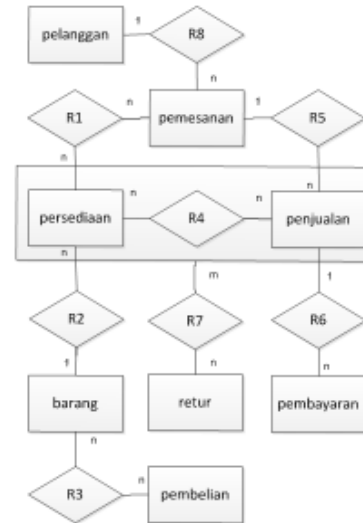 1
pelanggan
R8
n
R1
n
pemesanan
1
R5
n
n
persediaan
n
R4
n
penjualan
n
1
m
R2
R7
R6
1
n
n
barang
retur
pembayaran
n
R3
n
pembelian